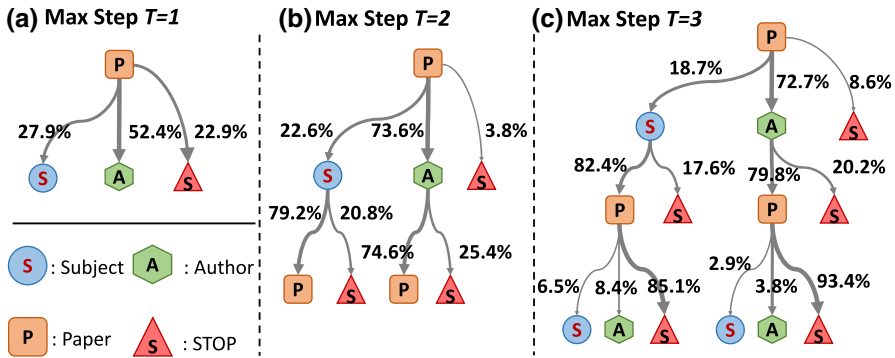 (a) Max Step T=1
P
27.9% 52.4% 22.9%
S A S
S : Subject A : Author
P : Paper S : STOP
(b) Max Step T=2
P
22.6% 73.6% 3.8%
S A S
79.2% 20.8% 74.6% 25.4%
P S P S
(c) Max Step T=3
P
18.7% 72.7% 8.6%
S A S
82.4% 17.6% 79.8% 20.2%
P S P S
6.5% 8.4% 85.1% 2.9% 3.8% 93.4%
S A S S A S